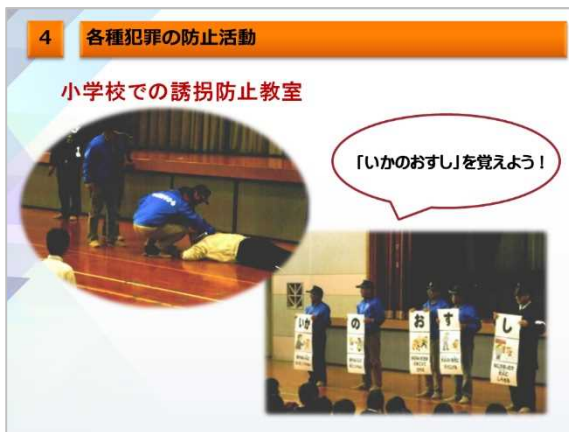 4 各種犯罪の防止活動
小学校での誘拐防止教室
「いかのおすし」を覚えよう！
いか の お す し